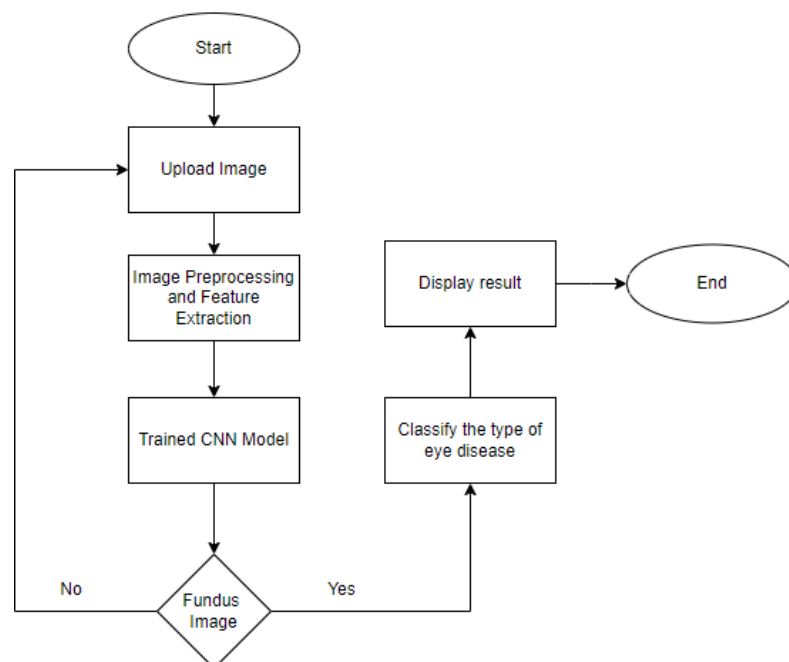 Start
Upload Image
Image Preprocessing
and Feature
Extraction
Trained CNN Model
Fundus
Image
No
Yes
Classify the type of
eye disease
Display result
End